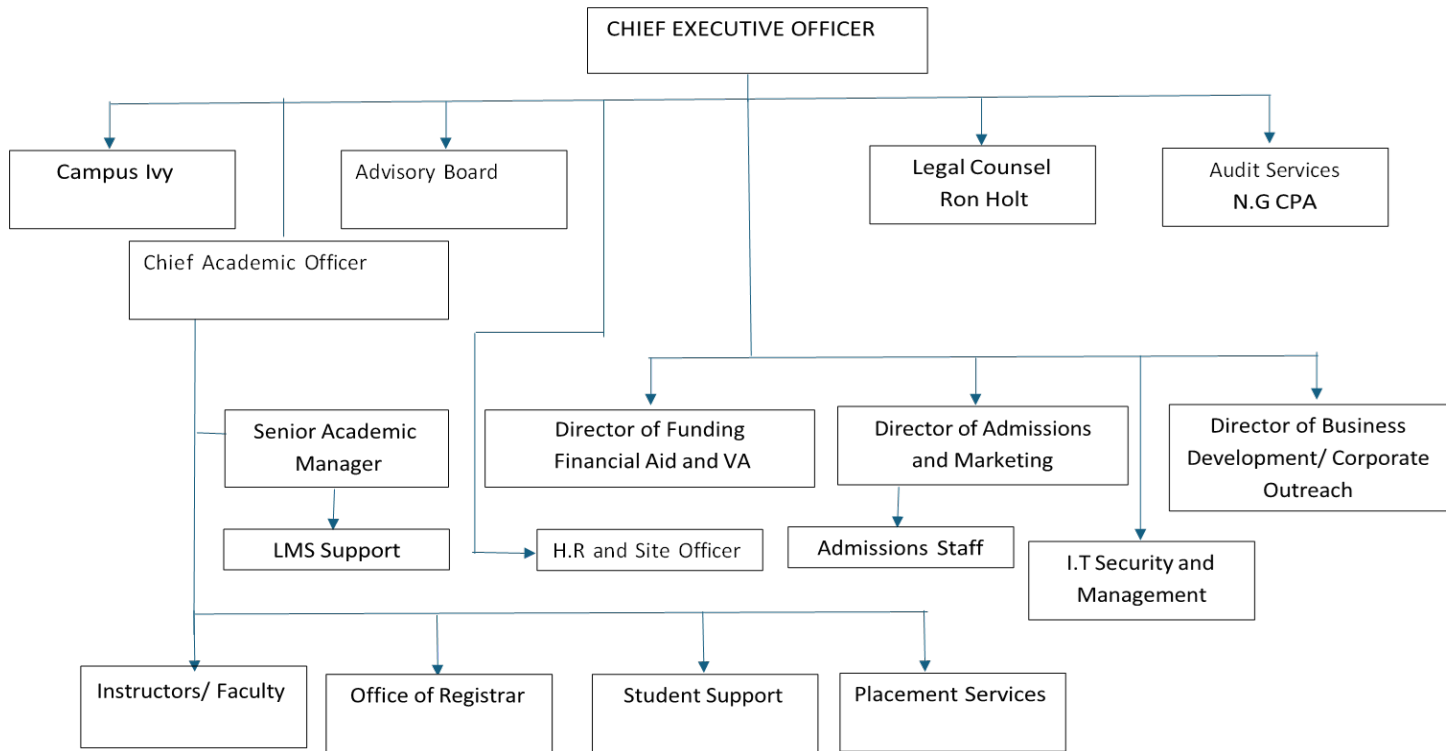 CHIEF EXECUTIVE OFFICER
Campus Ivy
Advisory Board
Legal Counsel
Ron Holt
Audit Services
N.G CPA
Chief Academic Officer
Senior Academic
Manager
Director of Funding
Financial Aid and VA
Director of Admissions
and Marketing
Director of Business
Development/ Corporate
Outreach
LMS Support
H.R and Site Officer
Admissions Staff
I.T Security and
Management
Instructors/ Faculty
Office of Registrar
Student Support
Placement Services